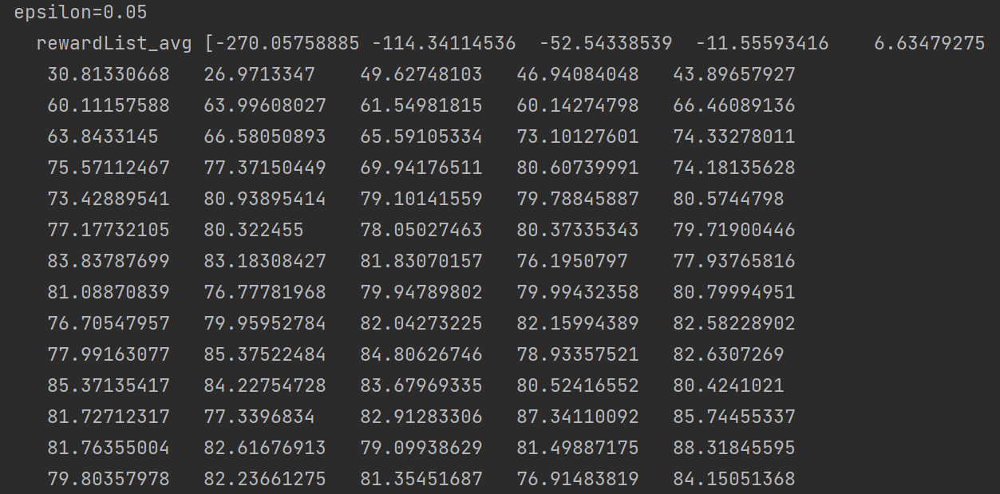 epsilon=0.05
rewardList_avg [-270.05758885 -114.34114536 -52.54338539 -11.55593416 6.63479275
30.81330668 26.9713347 49.62748103 46.94084048 43.89657927
60.11157588 63.99608027 61.54981815 60.14274798 66.46089136
63.8433145 66.58050893 65.59105334 73.10127601 74.33278011
75.57112467 77.37150449 69.94176511 80.60739991 74.18135628
73.42889541 80.93895414 79.10141559 79.78845887 80.5744798
77.17732105 80.322455 78.05027463 80.37335343 79.71900446
83.83787699 83.18308427 81.83070157 76.1950797 77.93765816
81.08870839 76.77781968 79.94789802 79.99432358 80.79994951
76.70547957 79.95952784 82.04273225 82.15994389 82.58228902
77.99163077 85.37522484 84.80626746 78.93357521 82.6307269
85.37135417 84.22754728 83.67969335 80.52416552 80.4241021
81.72712317 77.3396834 82.91283306 87.34110092 85.74455337
81.76355004 82.61676913 79.09938629 81.49887175 88.31845595
79.80357978 82.23661275 81.35451687 76.91483819 84.15051368